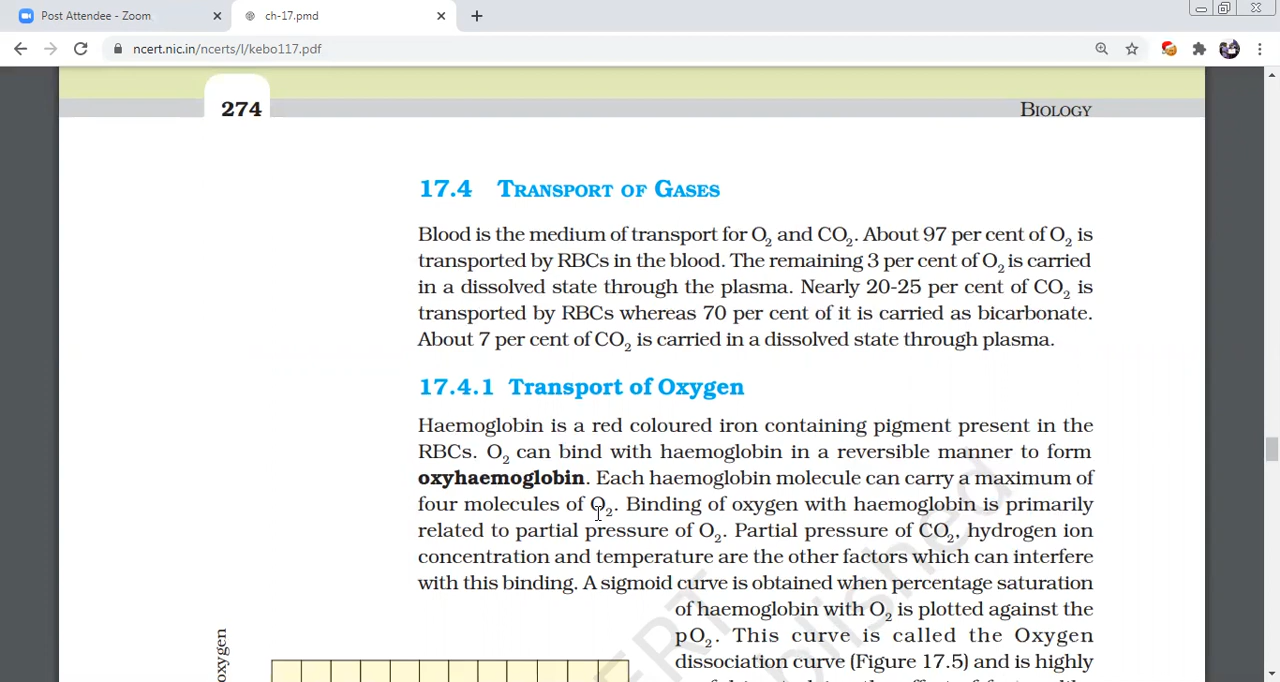 Post Attendee - Zoom
ch-17.pmd
ncert.nic.in/ncerts/l/kebo117.pdf
274
BIOLOGY
17.4 TRANSPORT OF GASES
Blood is the medium of transport for O₂ and CO₂. About 97 per cent of O₂ is
transported by RBCs in the blood. The remaining 3 per cent of O₂ is carried
in a dissolved state through the plasma. Nearly 20-25 per cent of CO₂ is
transported by RBCs whereas 70 per cent of it is carried as bicarbonate.
About 7 per cent of CO₂ is carried in a dissolved state through plasma.
17.4.1 Transport of Oxygen
Haemoglobin is a red coloured iron containing pigment present in the
RBCs. O₂ can bind with haemoglobin in a reversible manner to form
oxyhaemoglobin. Each haemoglobin molecule can carry a maximum of
four molecules of O₂. Binding of oxygen with haemoglobin is primarily
related to partial pressure of O₂. Partial pressure of CO₂, hydrogen ion
concentration and temperature are the other factors which can interfere
with this binding. A sigmoid curve is obtained when percentage saturation
of haemoglobin with O₂ is plotted against the
pO₂. This curve is called the Oxygen
dissociation curve (Figure 17.5) and is highly
oxygen